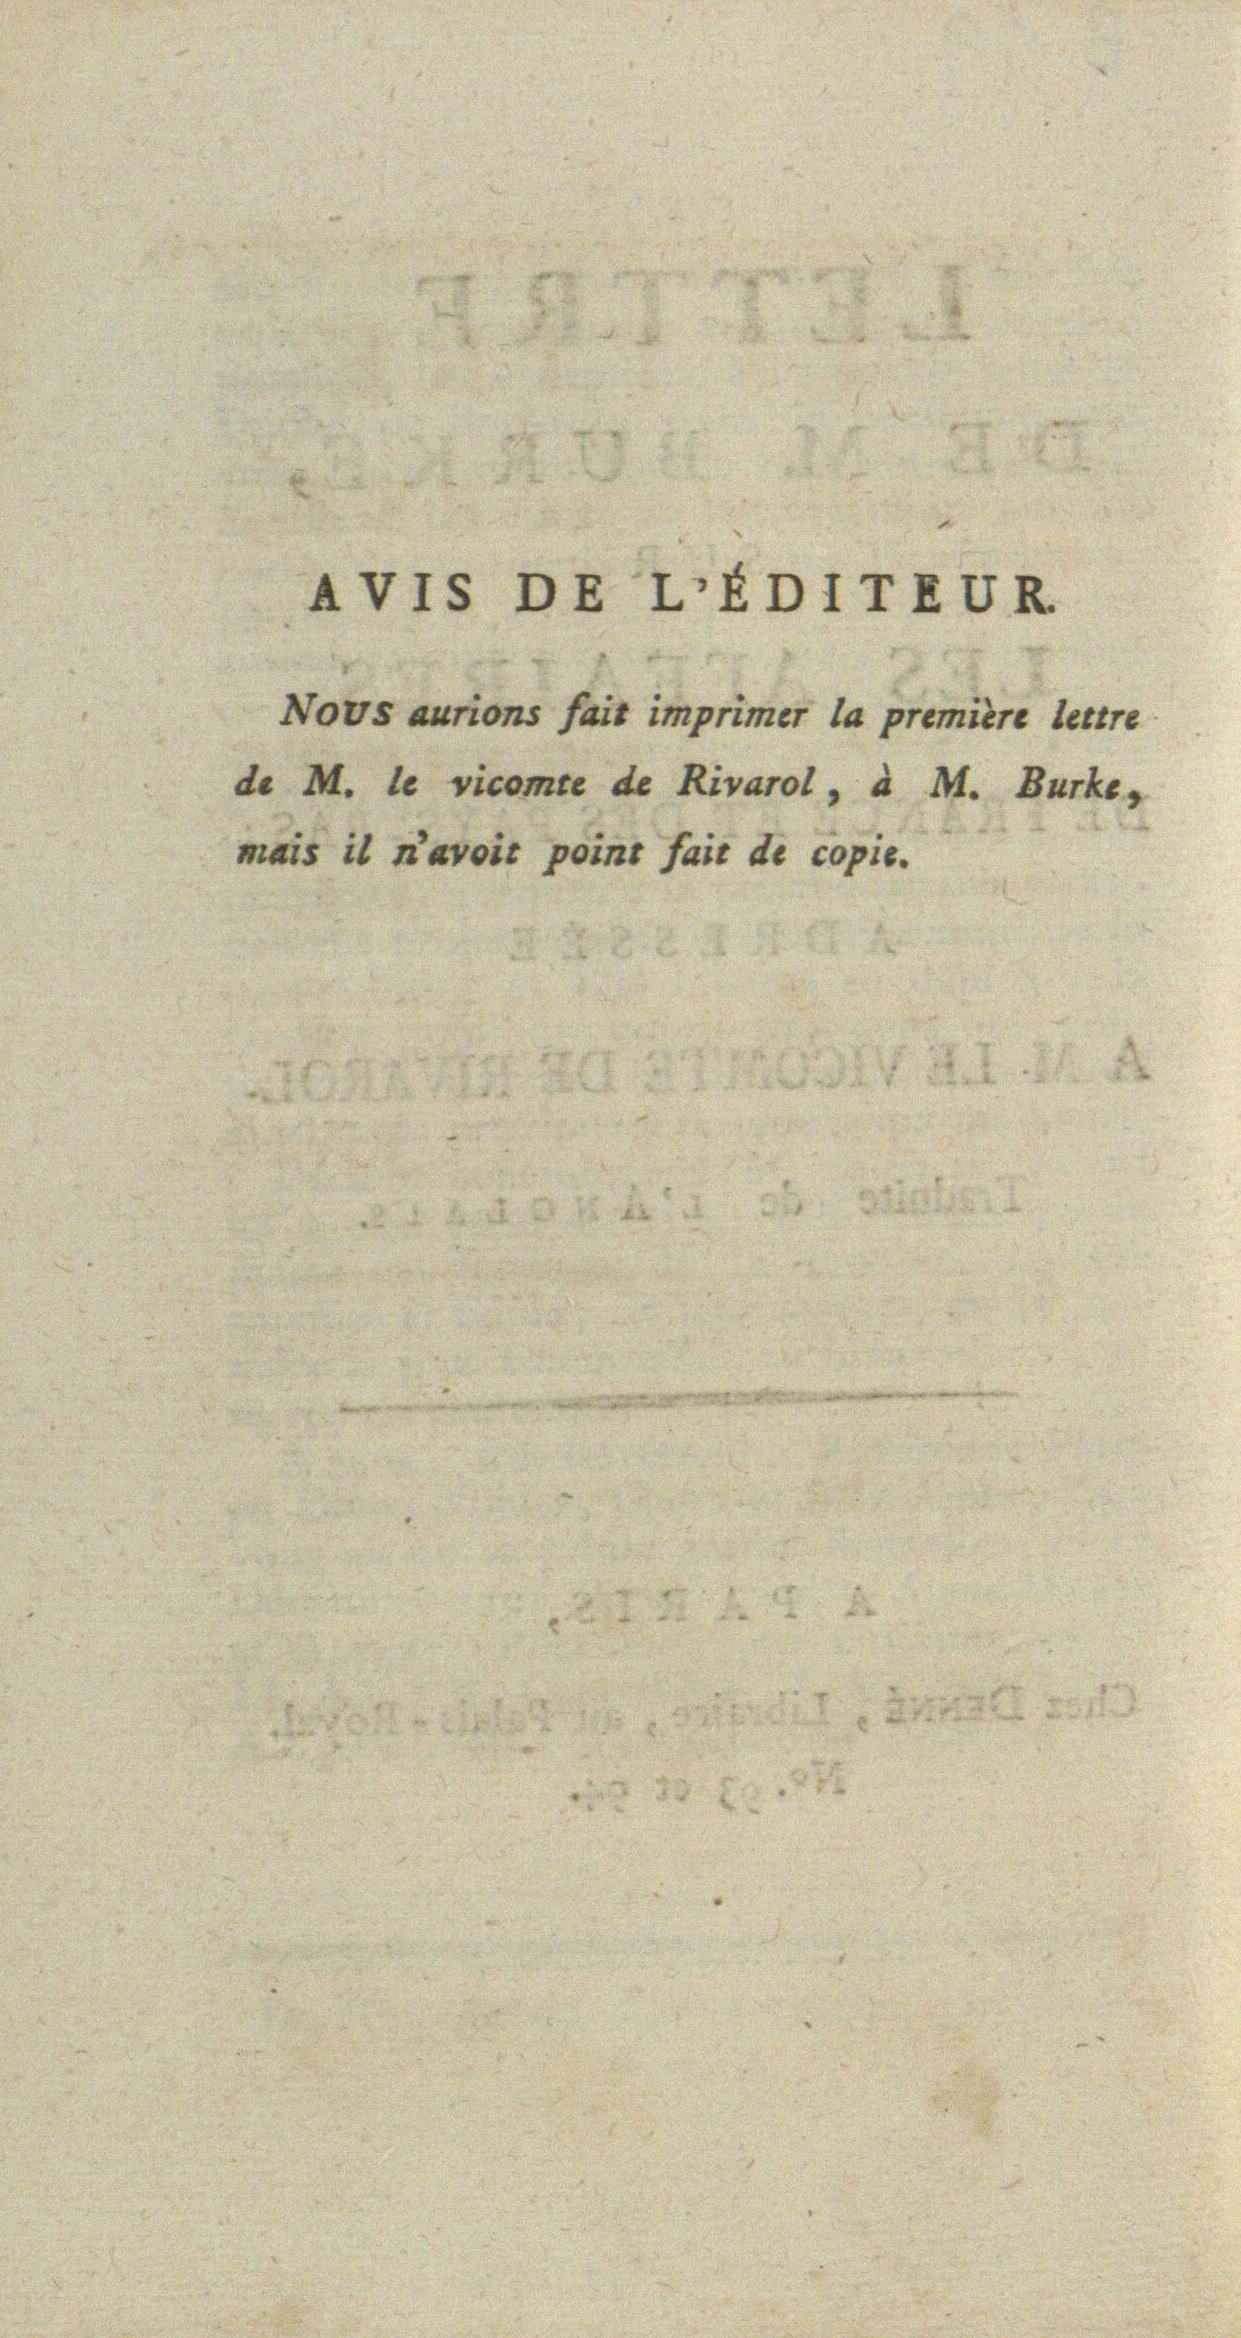 AVIS DE L'ÉDITEUR.
Nous aurions fait imprimer la première lettre
de M. le vicomte de Rivarol, à M. Burke,
mais il n'avoit point fait de copie.